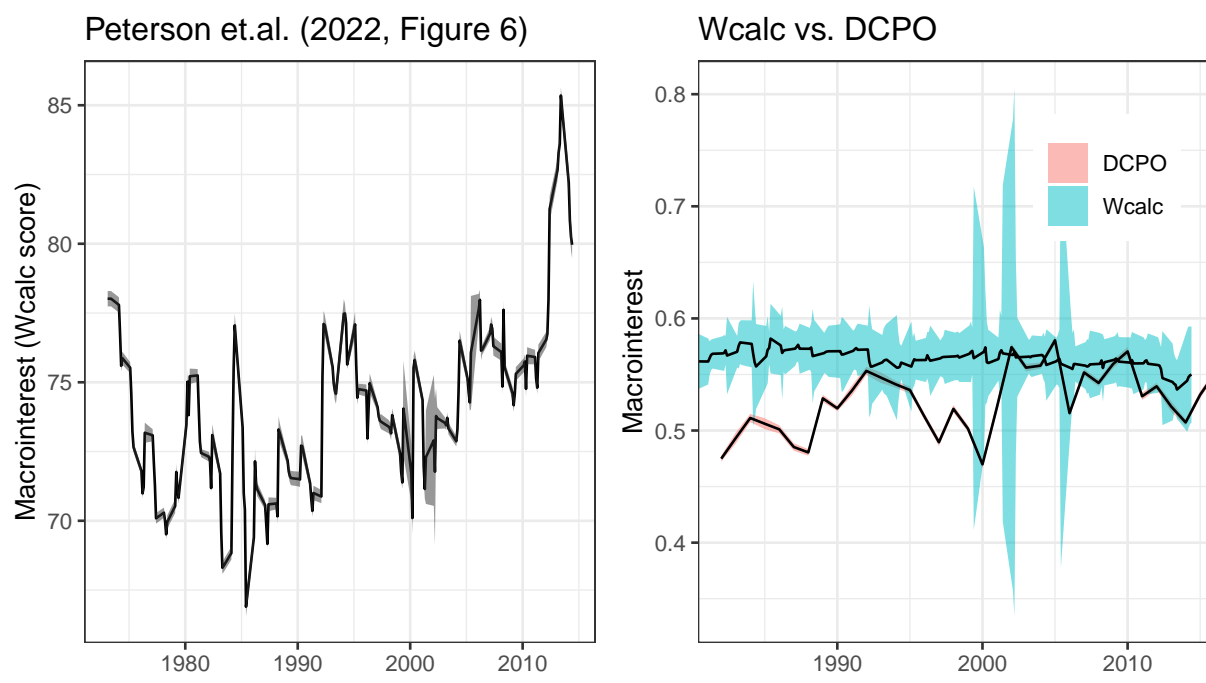 Peterson et.al. (2022, Figure 6)
Macrointerest (Wcalc score)
85
80
75
70
1980
1990
2000
2010
Wcalc vs. DCPO
Macrointerest
0.8
0.7
0.6
0.5
0.4
DCPO
Wcalc
1990
2000
2010